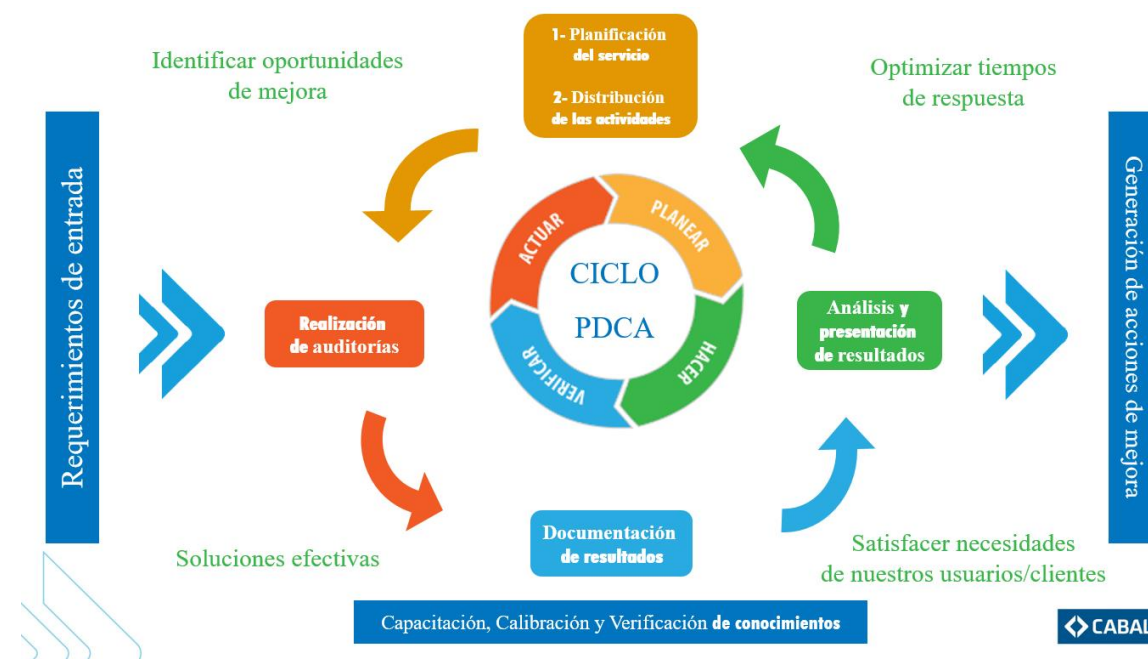 1- Planificación
del servicio
2- Distribución
de las actividades
Identificar oportunidades
de mejora
Optimizar tiempos
de respuesta
Requerimientos de entrada
Generación de acciones de mejora
ACTUAR
PLANEAR
CICLO
PDCA
HACER
VERIFICAR
Realización
de auditorías
Análisis y
presentación
de resultados
Documentación
de resultados
Soluciones efectivas
Satisfacer necesidades
de nuestros usuarios/clientes
Capacitación, Calibración y Verificación de conocimientos
CABAL